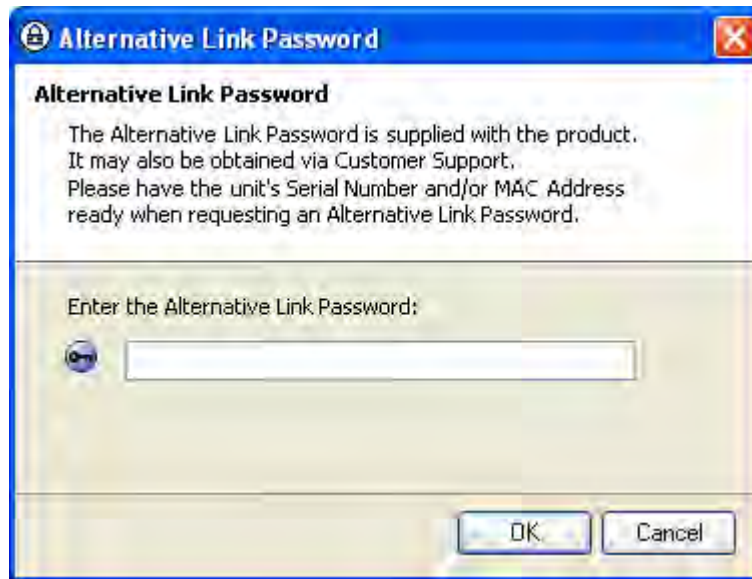 Alternative Link Password
Alternative Link Password
The Alternative Link Password is supplied with the product.
It may also be obtained via Customer Support.
Please have the unit's Serial Number and/or MAC Address
ready when requesting an Alternative Link Password.
Enter the Alternative Link Password:
OK
Cancel